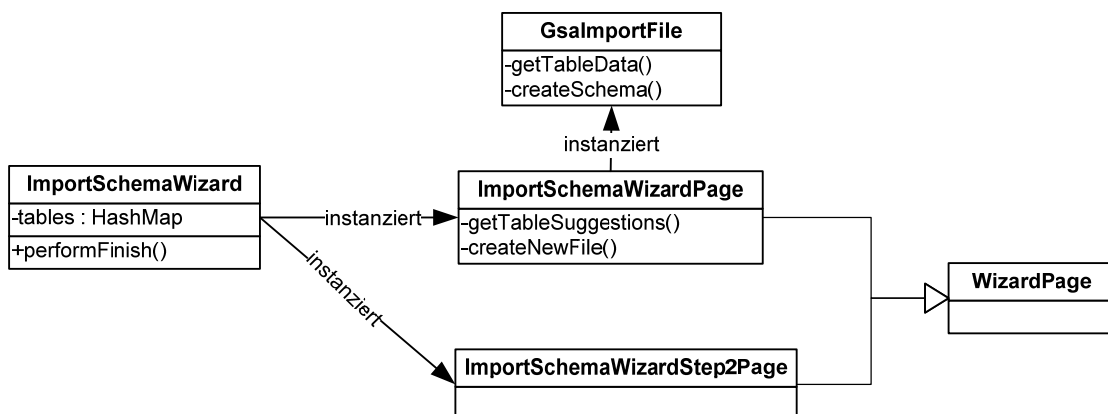 GsaImportFile
-getTableData()
-createSchema()
instanziert
ImportSchemaWizard
-tables : HashMap
+performFinish()
instanziert
ImportSchemaWizardPage
-getTableSuggestions()
-createNewFile()
instanziert
WizardPage
ImportSchemaWizardStep2Page